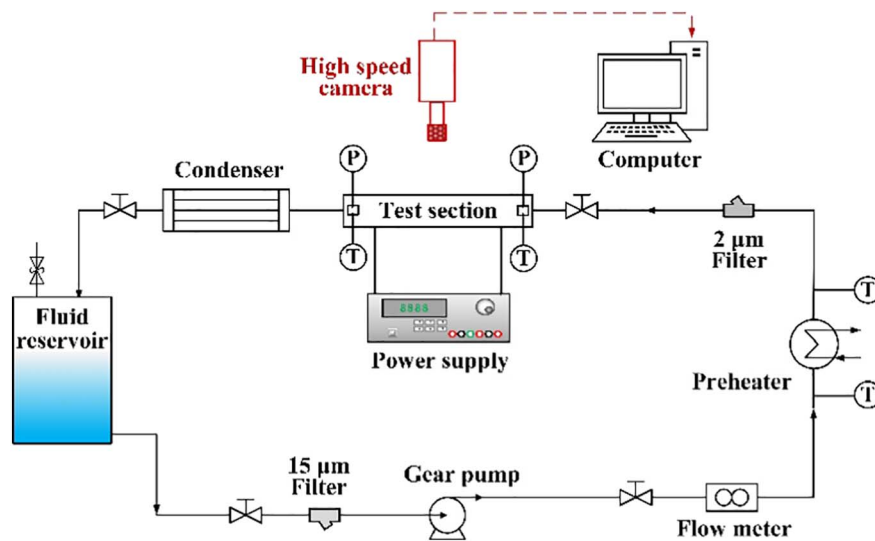 High speed
camera
Computer
Condenser
P
P
Test section
T
T
2 μm
Filter
Fluid
reservoir
8888
Power supply
T
Preheater
T
15 μm
Filter
Gear pump
Flow meter